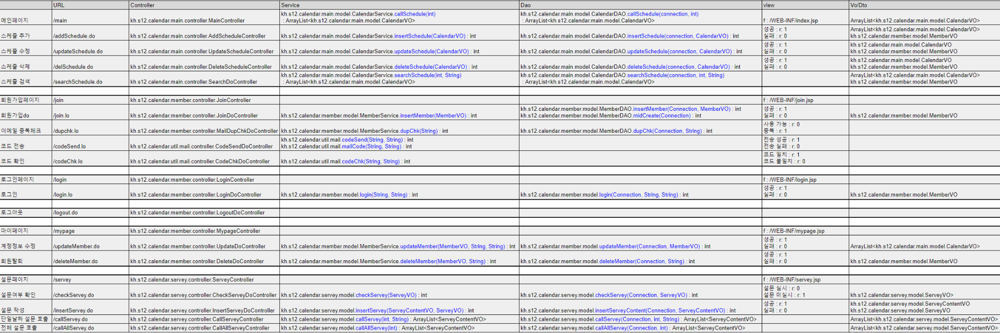 URL Controller Service Dao view Vo/Dto
kh.s12.calendar.main.model.CalendarService.callSchedule(int) kh.s12.calendar.main.model.CalendarDAO.callSchedule(connection, int)
메인페이지 /main kh.s12.calendar.main.controller.MainController : ArrayList<kh.s12.calendar.main.model.CalendarVO> : ArrayList<kh.s12.calendar.main.model.CalendarVO> f : /WEB-INF/index.jsp ArrayList<kh.s12.calendar.main.model.CalendarVO>
성공 : r: 1 ArrayList<kh.s12.calendar.main.model.CalendarVO>
스케줄 추가 /addSchedule.do kh.s12.calendar.main.controller.AddScheduleController kh.s12.calendar.main.model.CalendarService.insertSchedule(CalendarVO) : int kh.s12.calendar.main.model.CalendarDAO.insertSchedule(connection, CalendarVO) : int 실패 : r: 0 kh.s12.calendar.member.model.MemberVO
성공 : r: 1 kh.s12.calendar.main.model.CalendarVO
스케줄 수정 /updateSchedule.do kh.s12.calendar.main.controller.UpdateScheduleController kh.s12.calendar.main.model.CalendarService.updateSchedule(CalendarVO) : int kh.s12.calendar.main.model.CalendarDAO.updateSchedule(connection, CalendarVO) : int 실패 : r: 0 kh.s12.calendar.member.model.MemberVO
성공 : r: 1 kh.s12.calendar.main.model.CalendarVO
스케줄 삭제 /delSchedule.do kh.s12.calendar.main.controller.DeleteScheduleController kh.s12.calendar.main.model.CalendarService.deleteSchedule(CalendarVO) : int kh.s12.calendar.main.model.CalendarDAO.deleteSchedule(connection, CalendarVO) : int 실패 : r: 0 kh.s12.calendar.member.model.MemberVO
kh.s12.calendar.main.model.CalendarService.searchSchedule(int, String) kh.s12.calendar.main.model.CalendarDAO.searchSchedule(connection, int, String) ArrayList<kh.s12.calendar.main.model.CalendarVO>
스케줄 검색 /searchSchedule.do kh.s12.calendar.main.controller.SearchDoController : ArrayList<kh.s12.calendar.main.model.CalendarVO> : ArrayList<kh.s12.calendar.main.model.CalendarVO> kh.s12.calendar.member.model.MemberVO
회원가입페이지 /join kh.s12.calendar.member.controller.JoinController f : /WEB-INF/join.jsp
kh.s12.calendar.member.model.MemberDAO.insertMember(Connection, MemberVO) : int 성공 : r: 1
회원가입do /join.lo kh.s12.calendar.member.controller.JoinDoController kh.s12.calendar.member.model.MemberService.insertMember(MemberVO) : int kh.s12.calendar.member.model.MemberDAO.midCreate(Connection) : int 실패 : r: 0 kh.s12.calendar.member.model.MemberVO
사용 가능 : r: 0
이메일 중복체크 /dupchk.lo kh.s12.calendar.member.controller.MailDupChkDoController kh.s12.calendar.member.model.MemberService.dupChk(String) : int kh.s12.calendar.member.model.MemberDAO.dupChk(Connection, String) : int 중복 : r: 1
kh.s12.calendar.util.mail.codeSend(String, String) : int 전송 성공 : r: 1
코드 전송 /codeSend.lo kh.s12.calendar.util.mail.controller.CodeSendDoController kh.s12.calendar.util.mail.mailCode(String, String) : int 전송 실패 : r: 0
코드 일치 : r: 1
코드 확인 /codeChk.lo kh.s12.calendar.util.mail.controller.CodeChkDoController kh.s12.calendar.util.mail.codeChk(String, String) : int 코드 불일치 : r: 0
로그인페이지 /login kh.s12.calendar.member.controller.LoginController f : /WEB-INF/login.jsp
성공 : r: 1
로그인 /login.lo kh.s12.calendar.member.controller.LoginDoController kh.s12.calendar.member.model.login(String, String) : int kh.s12.calendar.member.model.login(Connection, String, String) : int 실패 : r: 0 kh.s12.calendar.member.model.MemberVO
로그아웃 /logout.do kh.s12.calendar.member.controller.LogoutDoController
마이페이지 /mypage kh.s12.calendar.member.controller.MypageController f : /WEB-INF/mypage.jsp
성공 : r: 1
계정정보 수정 /updateMember.do kh.s12.calendar.member.controller.UpdateDoController kh.s12.calendar.member.model.MemberService.updateMember(MemberVO, String, String) : int kh.s12.calendar.member.model.updateMember(Connection, MemberVO) : int 실패 : r: 0 ArrayList<kh.s12.calendar.main.model.CalendarVO>
성공 : r: 1
회원탈퇴 /deleteMember.do kh.s12.calendar.member.controller.DeleteDoController kh.s12.calendar.member.model.MemberService.deleteMember(MemberVO, String) : int kh.s12.calendar.member.model.deleteMember(Connection, String) : int 실패 : r: 0 kh.s12.calendar.member.model.MemberVO
설문페이지 /servey kh.s12.calendar.servey.controller.ServeyController f : /WEB-INF/servey.jsp
설문 실시 : r: 0
설문여부 확인 /checkServey.do kh.s12.calendar.servey.controller.CheckServeyDoController kh.s12.calendar.servey.model.checkServey(ServeyVO) : int kh.s12.calendar.servey.model.checkServey(Connection, ServeyVO) : int 설문 미실시 : r: 1 kh.s12.calendar.servey.model.ServeyVO>
성공 : r: 1 kh.s12.calendar.servey.model.ServeyContentVO
설문 작성 /insertServey.do kh.s12.calendar.servey.controller.InsertServeyDoController kh.s12.calendar.servey.model.insertServey(ServeyContentVO, ServeyVO) : int kh.s12.calendar.servey.model.insertServeyContent(Connection, ServeyContentVO) : int 실패 : r: 0 kh.s12.calendar.servey.model.ServeyVO
단일날짜 설문 호출 /callServey.do kh.s12.calendar.servey.controller.CallServeyController kh.s12.calendar.servey.model.callServey(int, String) : ArrayList<ServeyContentVO> kh.s12.calendar.servey.model.callServey(Connection, int, String) : ArrayList<ServeyContentVO> ArrayList<kh.s12.calendar.servey.model.ServeyContentVO>
전체 설문 호출 /callAllServey.do kh.s12.calendar.servey.controller.CallAllServeyController kh.s12.calendar.servey.model.callAllServey(int) : ArrayList<ServeyContentVO> kh.s12.calendar.servey.model.callAllServey(Connection, int) : ArrayList<ServeyContentVO> ArrayList<kh.s12.calendar.servey.model.ServeyContentVO>